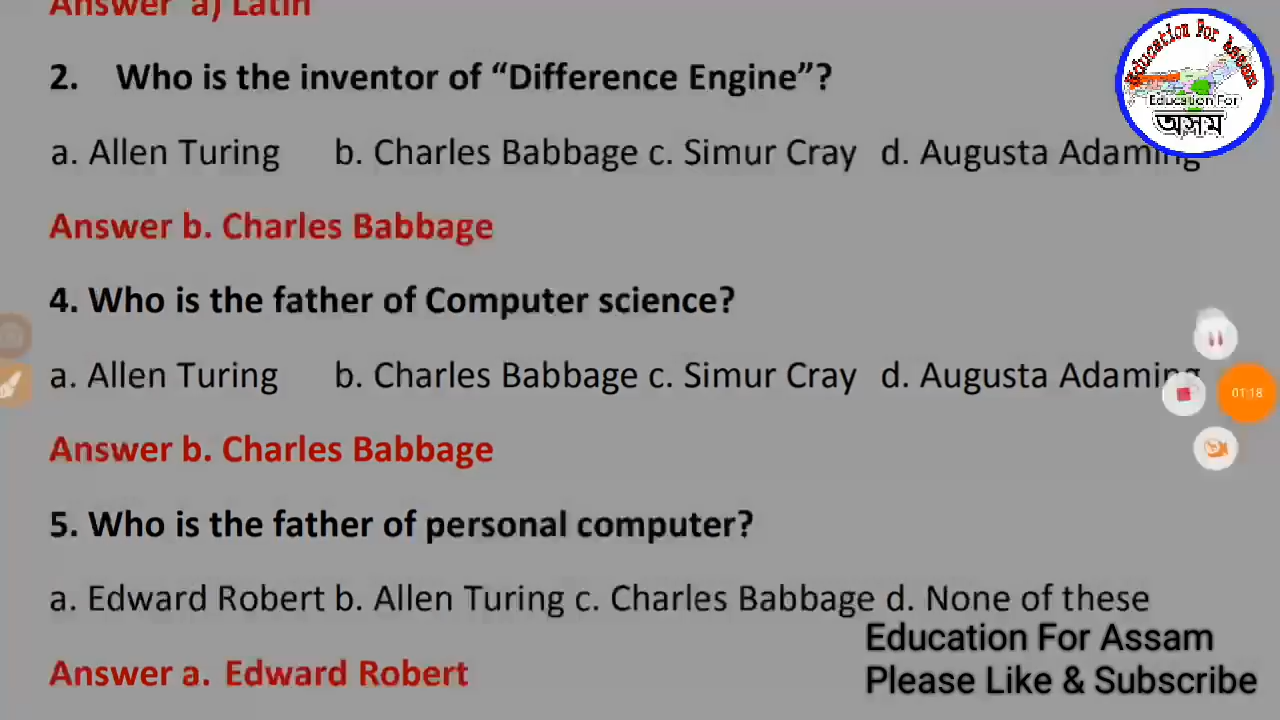 Answer a) Latin
2. Who is the inventor of “Difference Engine”?
a. Allen Turing b. Charles Babbage c. Simur Cray d. Augusta Adaming
Answer b. Charles Babbage
4. Who is the father of Computer science?
a. Allen Turing b. Charles Babbage c. Simur Cray d. Augusta Adaming
Answer b. Charles Babbage
5. Who is the father of personal computer?
a. Edward Robert b. Allen Turing c. Charles Babbage d. None of these
Answer a. Edward Robert
Education For Assam
Education For
অসম
01:18
Education For Assam
Please Like & Subscribe